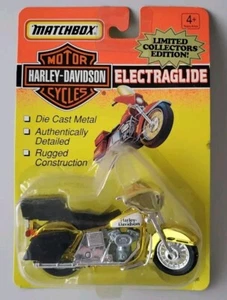 MATCHBOX
4+
LIMITED
COLLECTORS
EDITION!
MOTOR
HARLEY-DAVIDSON
CYCLES
ELECTRAGLIDE
Die Cast Metal
Authentically
Detailed
Rugged
Construction
Harley-
Davidson